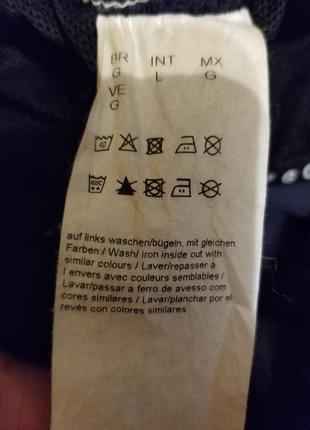 BR INT MX
G L G
VE
G
40
40C
auf links waschen/bügeln, mit gleichen
Farben / Wash/ iron inside out with
similar colours / Laver/repasser à
l envers avec couleurs semblables /
Lavar/passar a ferro de avesso com
cores similares / Lavar/planchar por el
revés con colores similares